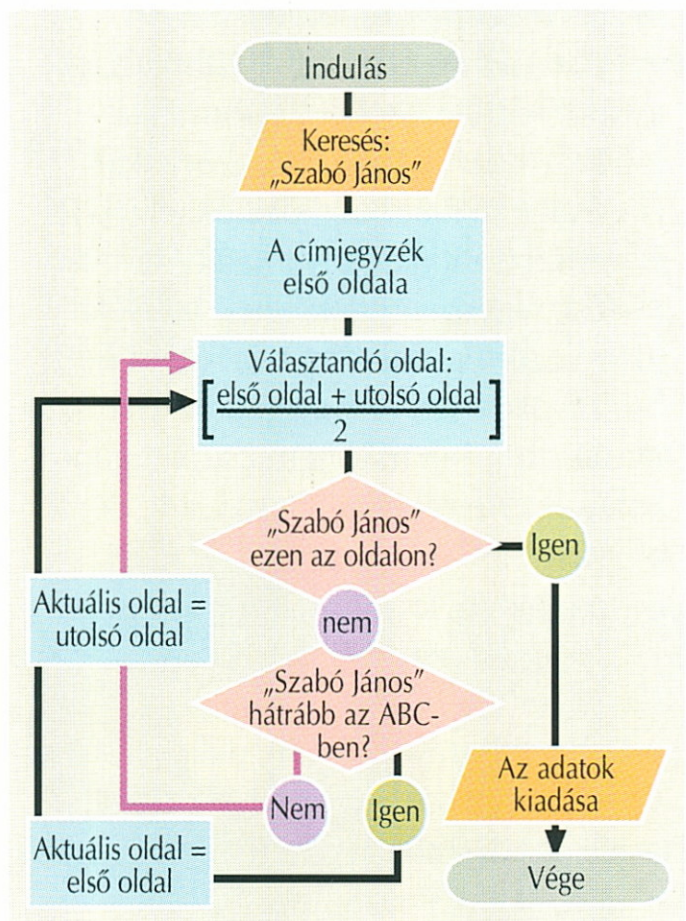 Indulás
Keresés:
„Szabó János”
A címjegyzék
első oldala
Választandó oldal:
[első oldal + utolsó oldal
2]
„Szabó János”
ezen az oldalon?
Igen
nem
Aktuális oldal =
utolsó oldal
„Szabó János”
hátrább az ABC-
ben?
Nem
Igen
Az adatok
kiadása
Aktuális oldal =
első oldal
Vége